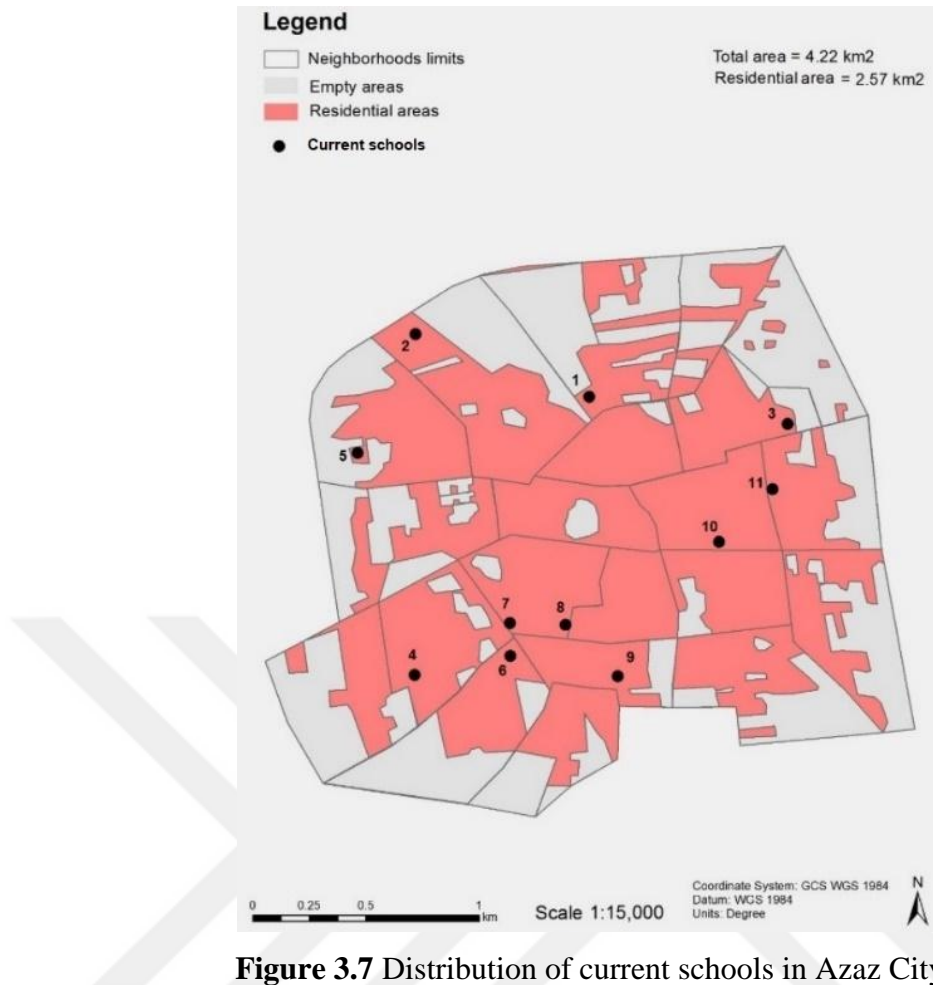 Legend
Neighborhoods limits
Empty areas
Residential areas
Current schools
Total area = 4.22 km2
Residential area = 2.57 km2
2
1
3
5
11
10
7
8
4
6
9
0
0.25
0.5
1
km
Scale 1:15,000
Coordinate System: GCS WGS 1984
Datum: WGS 1984
Units: Degree
N
Figure 3.7 Distribution of current schools in Azaz City